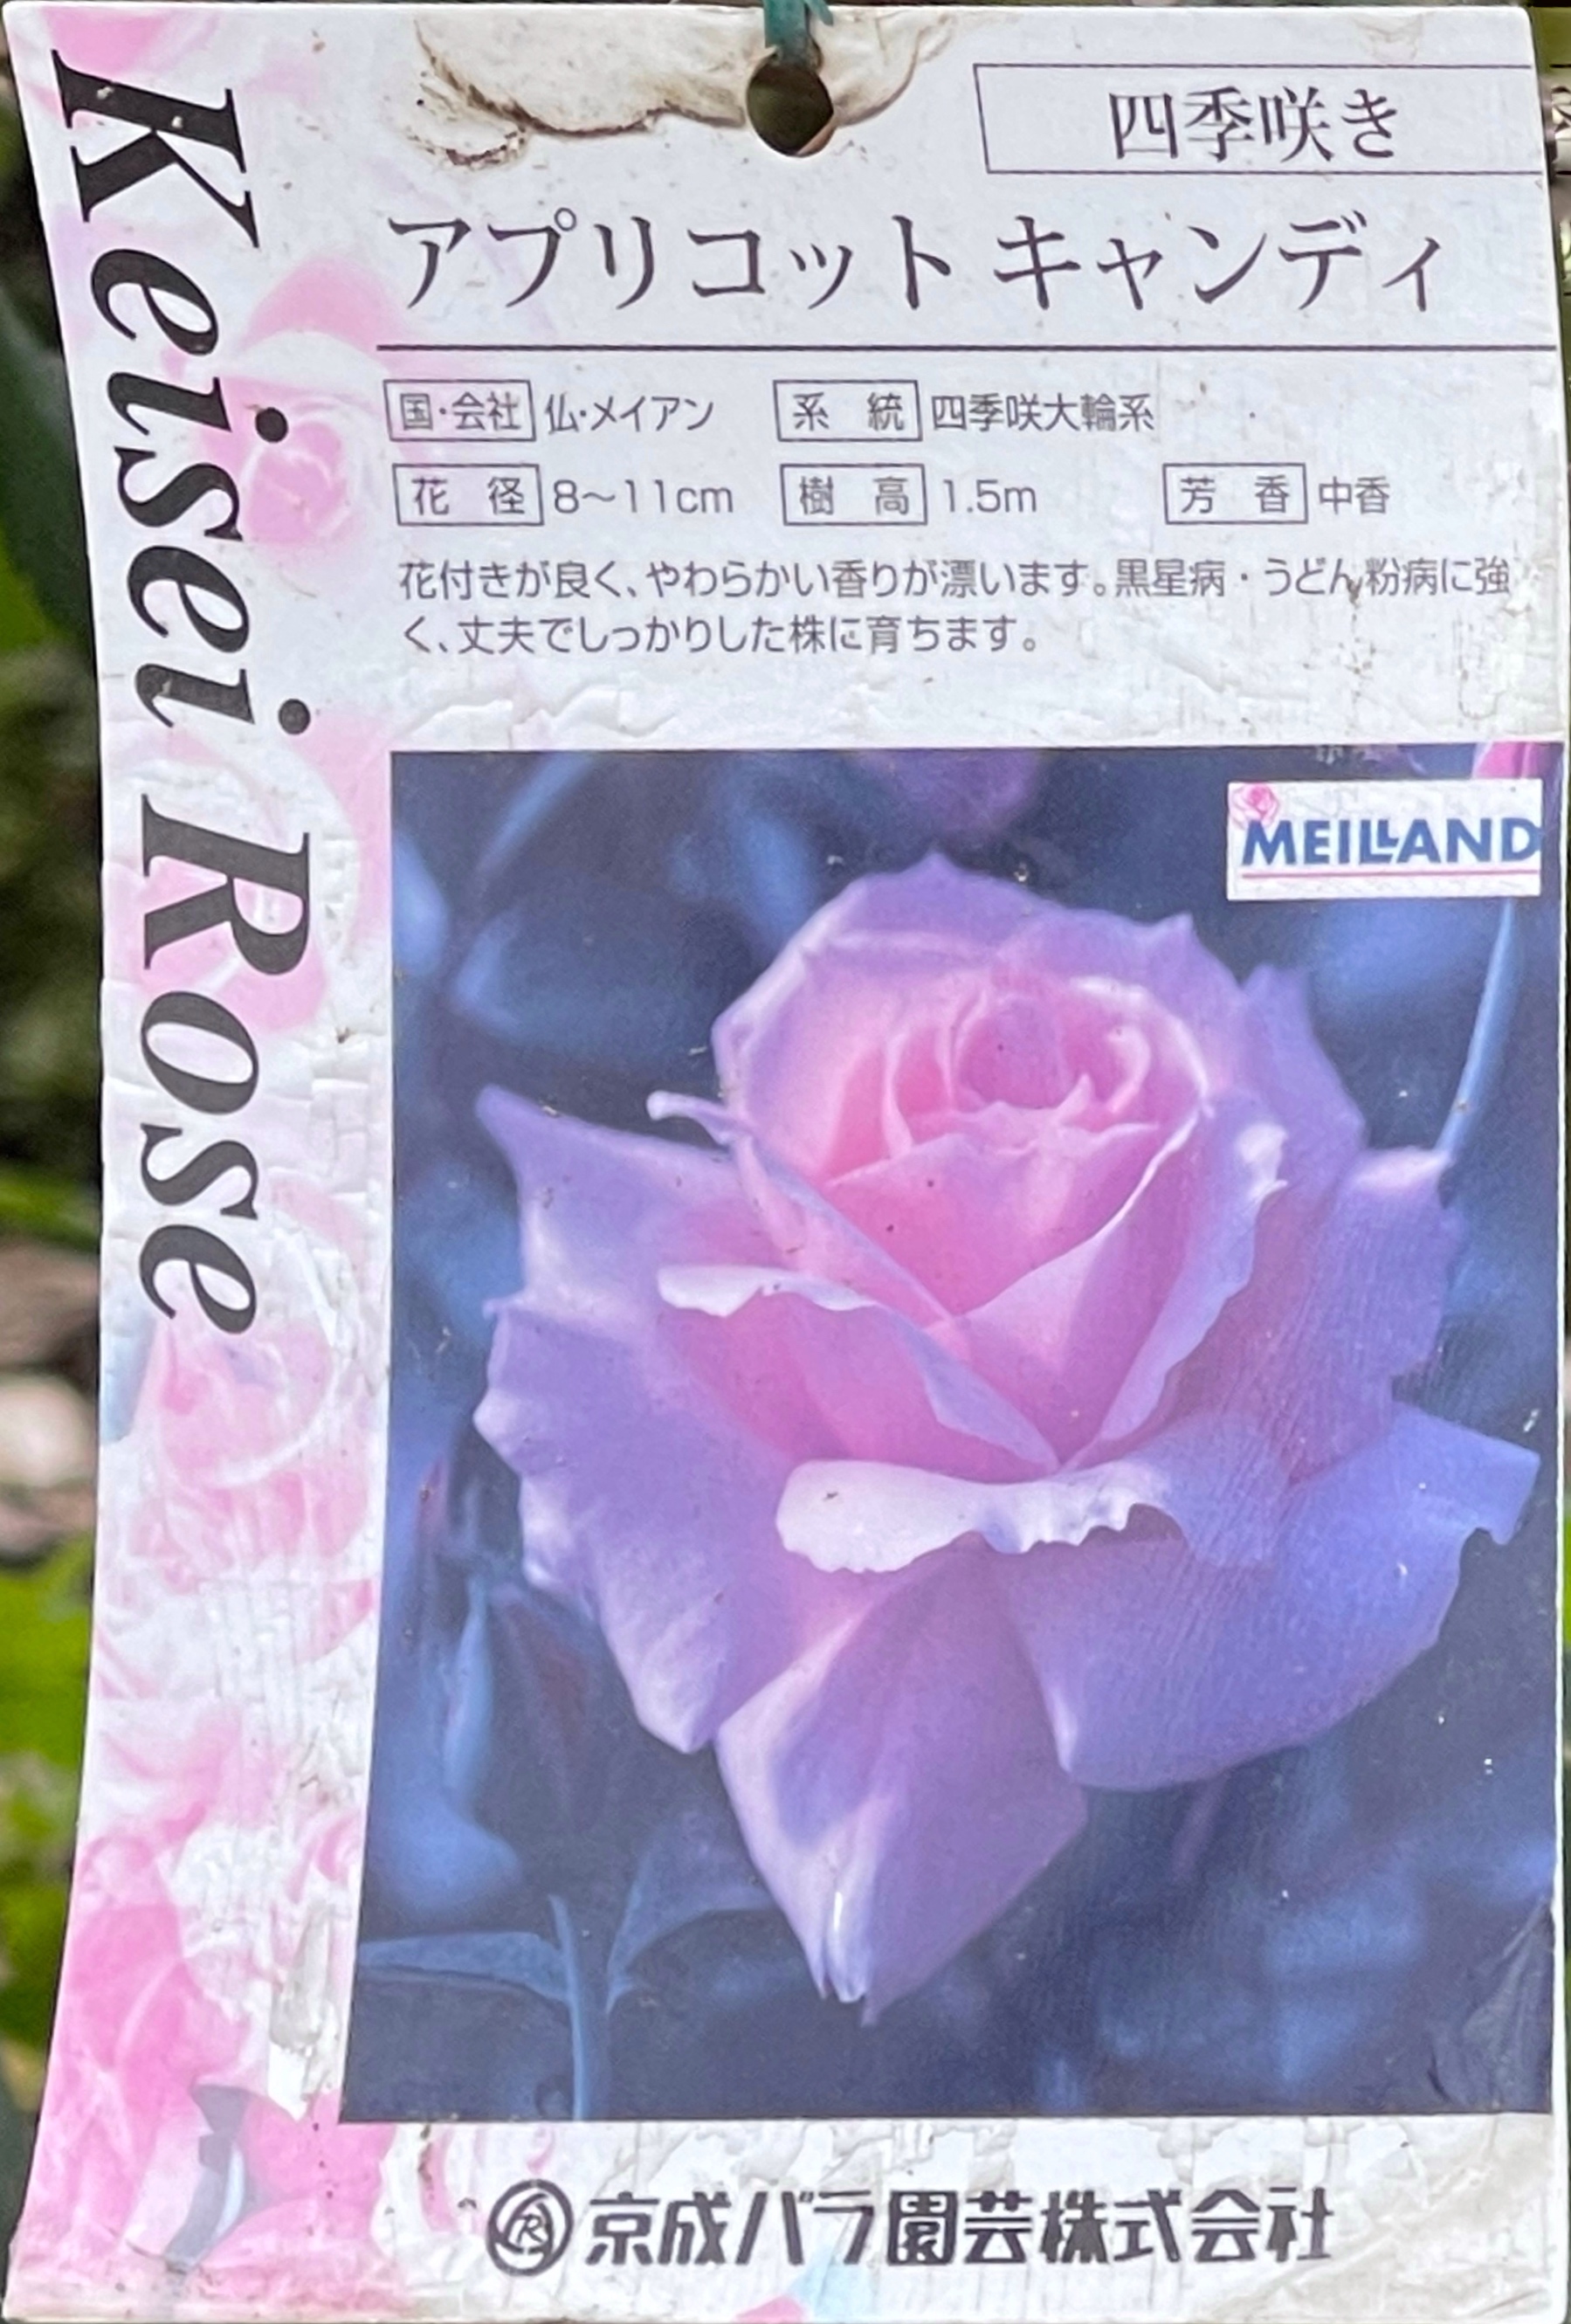 Keisei Rose
四季咲き
アプリコット キャンディ
国・会社 仏・メイアン 系 統 四季咲大輪系
花 径 8〜11cm 樹 高 1.5m 芳 香 中香
花付きが良く、やわらかい香りが漂います。黒星病・うどん粉病に強
く、丈夫でしっかりした株に育ちます。
MEILLAND
京成バラ園芸株式会社